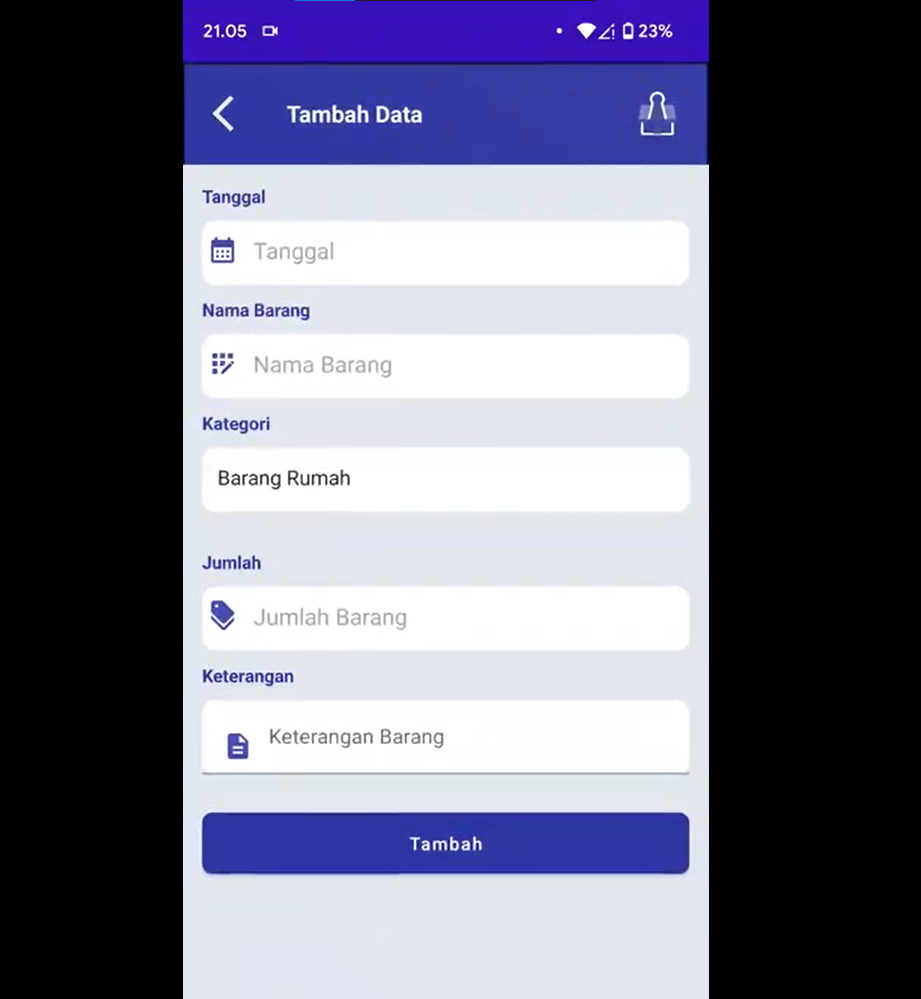 21.05 23%
Tambah Data
Tanggal
Tanggal
Nama Barang
Nama Barang
Kategori
Barang Rumah
Jumlah
Jumlah Barang
Keterangan
Keterangan Barang
Tambah